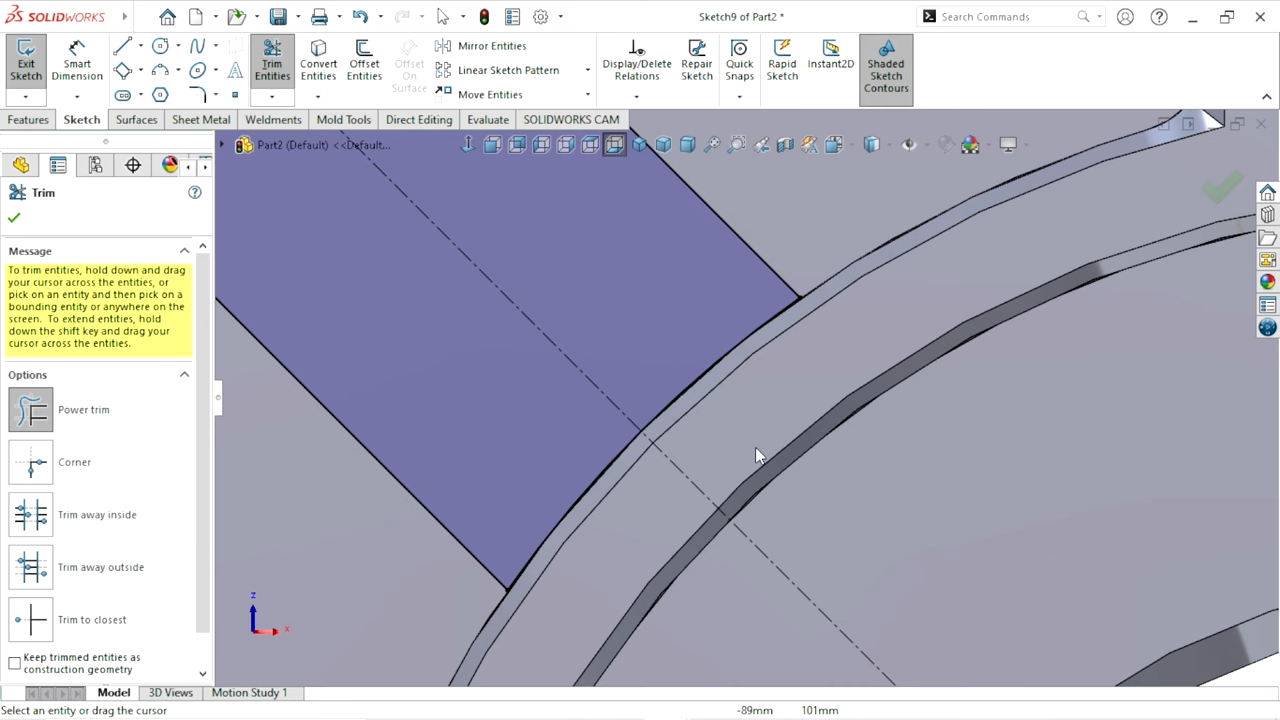 SOLIDWORKS
Sketch9 of Part2 *
Search Commands
Exit Sketch
Smart Dimension
Trim Entities
Convert Entities
Offset Entities
Offset On Surface
Mirror Entities
Linear Sketch Pattern
Move Entities
Display/Delete Relations
Repair Sketch
Quick Snaps
Rapid Sketch
Instant2D
Shaded Sketch Contours
Features
Sketch
Surfaces
Sheet Metal
Weldments
Mold Tools
Direct Editing
Evaluate
SOLIDWORKS CAM
Part2 (Default) <<Default...
Trim
Message
To trim entities, hold down and drag
your cursor across the entities, or
pick on an entity and then pick on a
bounding entity or anywhere on the
screen. To extend entities, hold
down the shift key and drag your
cursor across the entities.
Options
Power trim
Corner
Trim away inside
Trim away outside
Trim to closest
Keep trimmed entities as
construction geometry
z
x
Model
3D Views
Motion Study 1
Select an entity or drag the cursor
-89mm
101mm